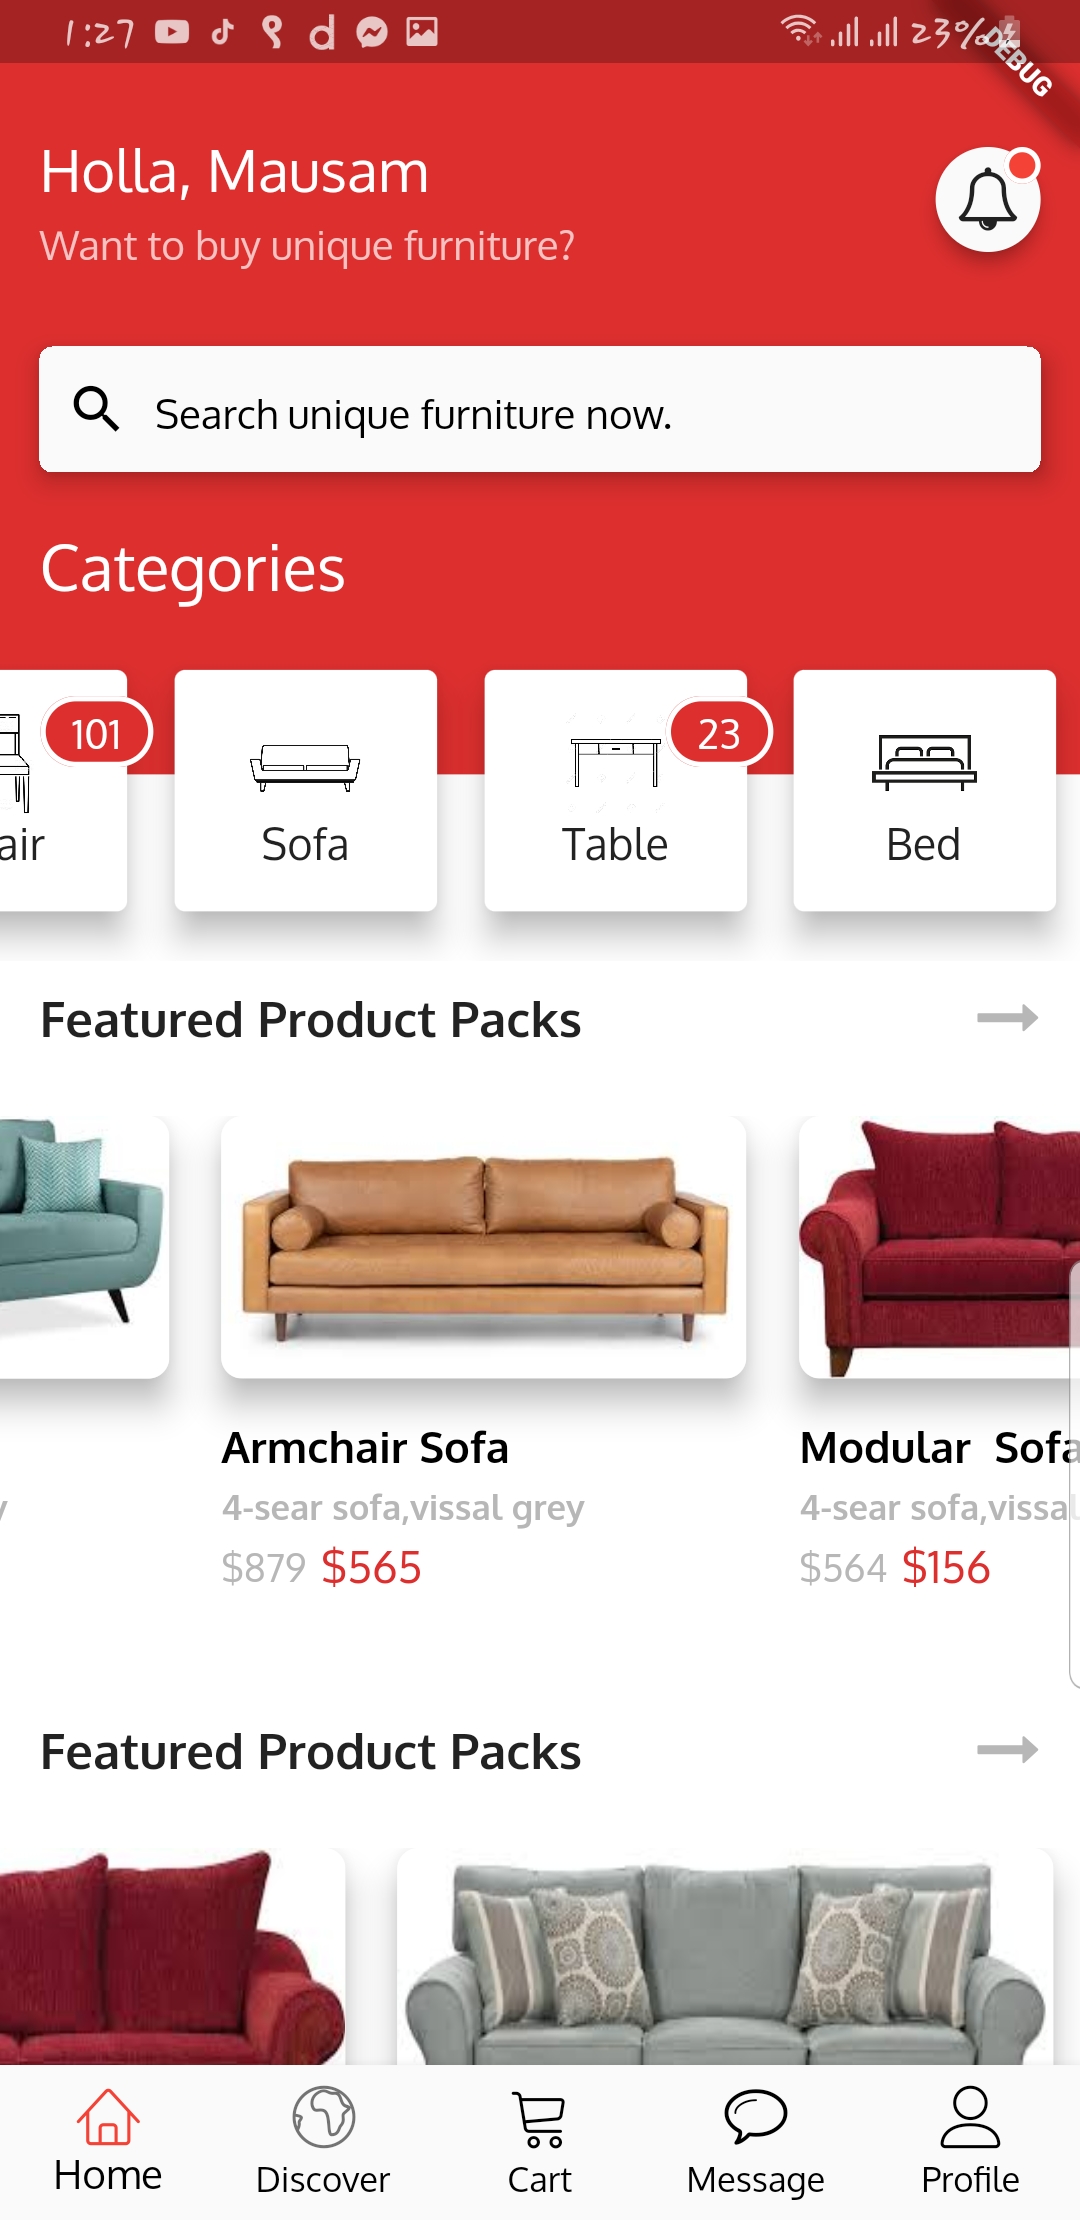 1:27
23%
DEBUG
Holla, Mausam
Want to buy unique furniture?
Search unique furniture now.
Categories
101
23
air
Sofa
Table
Bed
Featured Product Packs
Armchair Sofa
Modular Sofa
4-sear sofa,vissal grey
4-sear sofa,vissal
$879 $565
$564 $156
Featured Product Packs
Home
Discover
Cart
Message
Profile